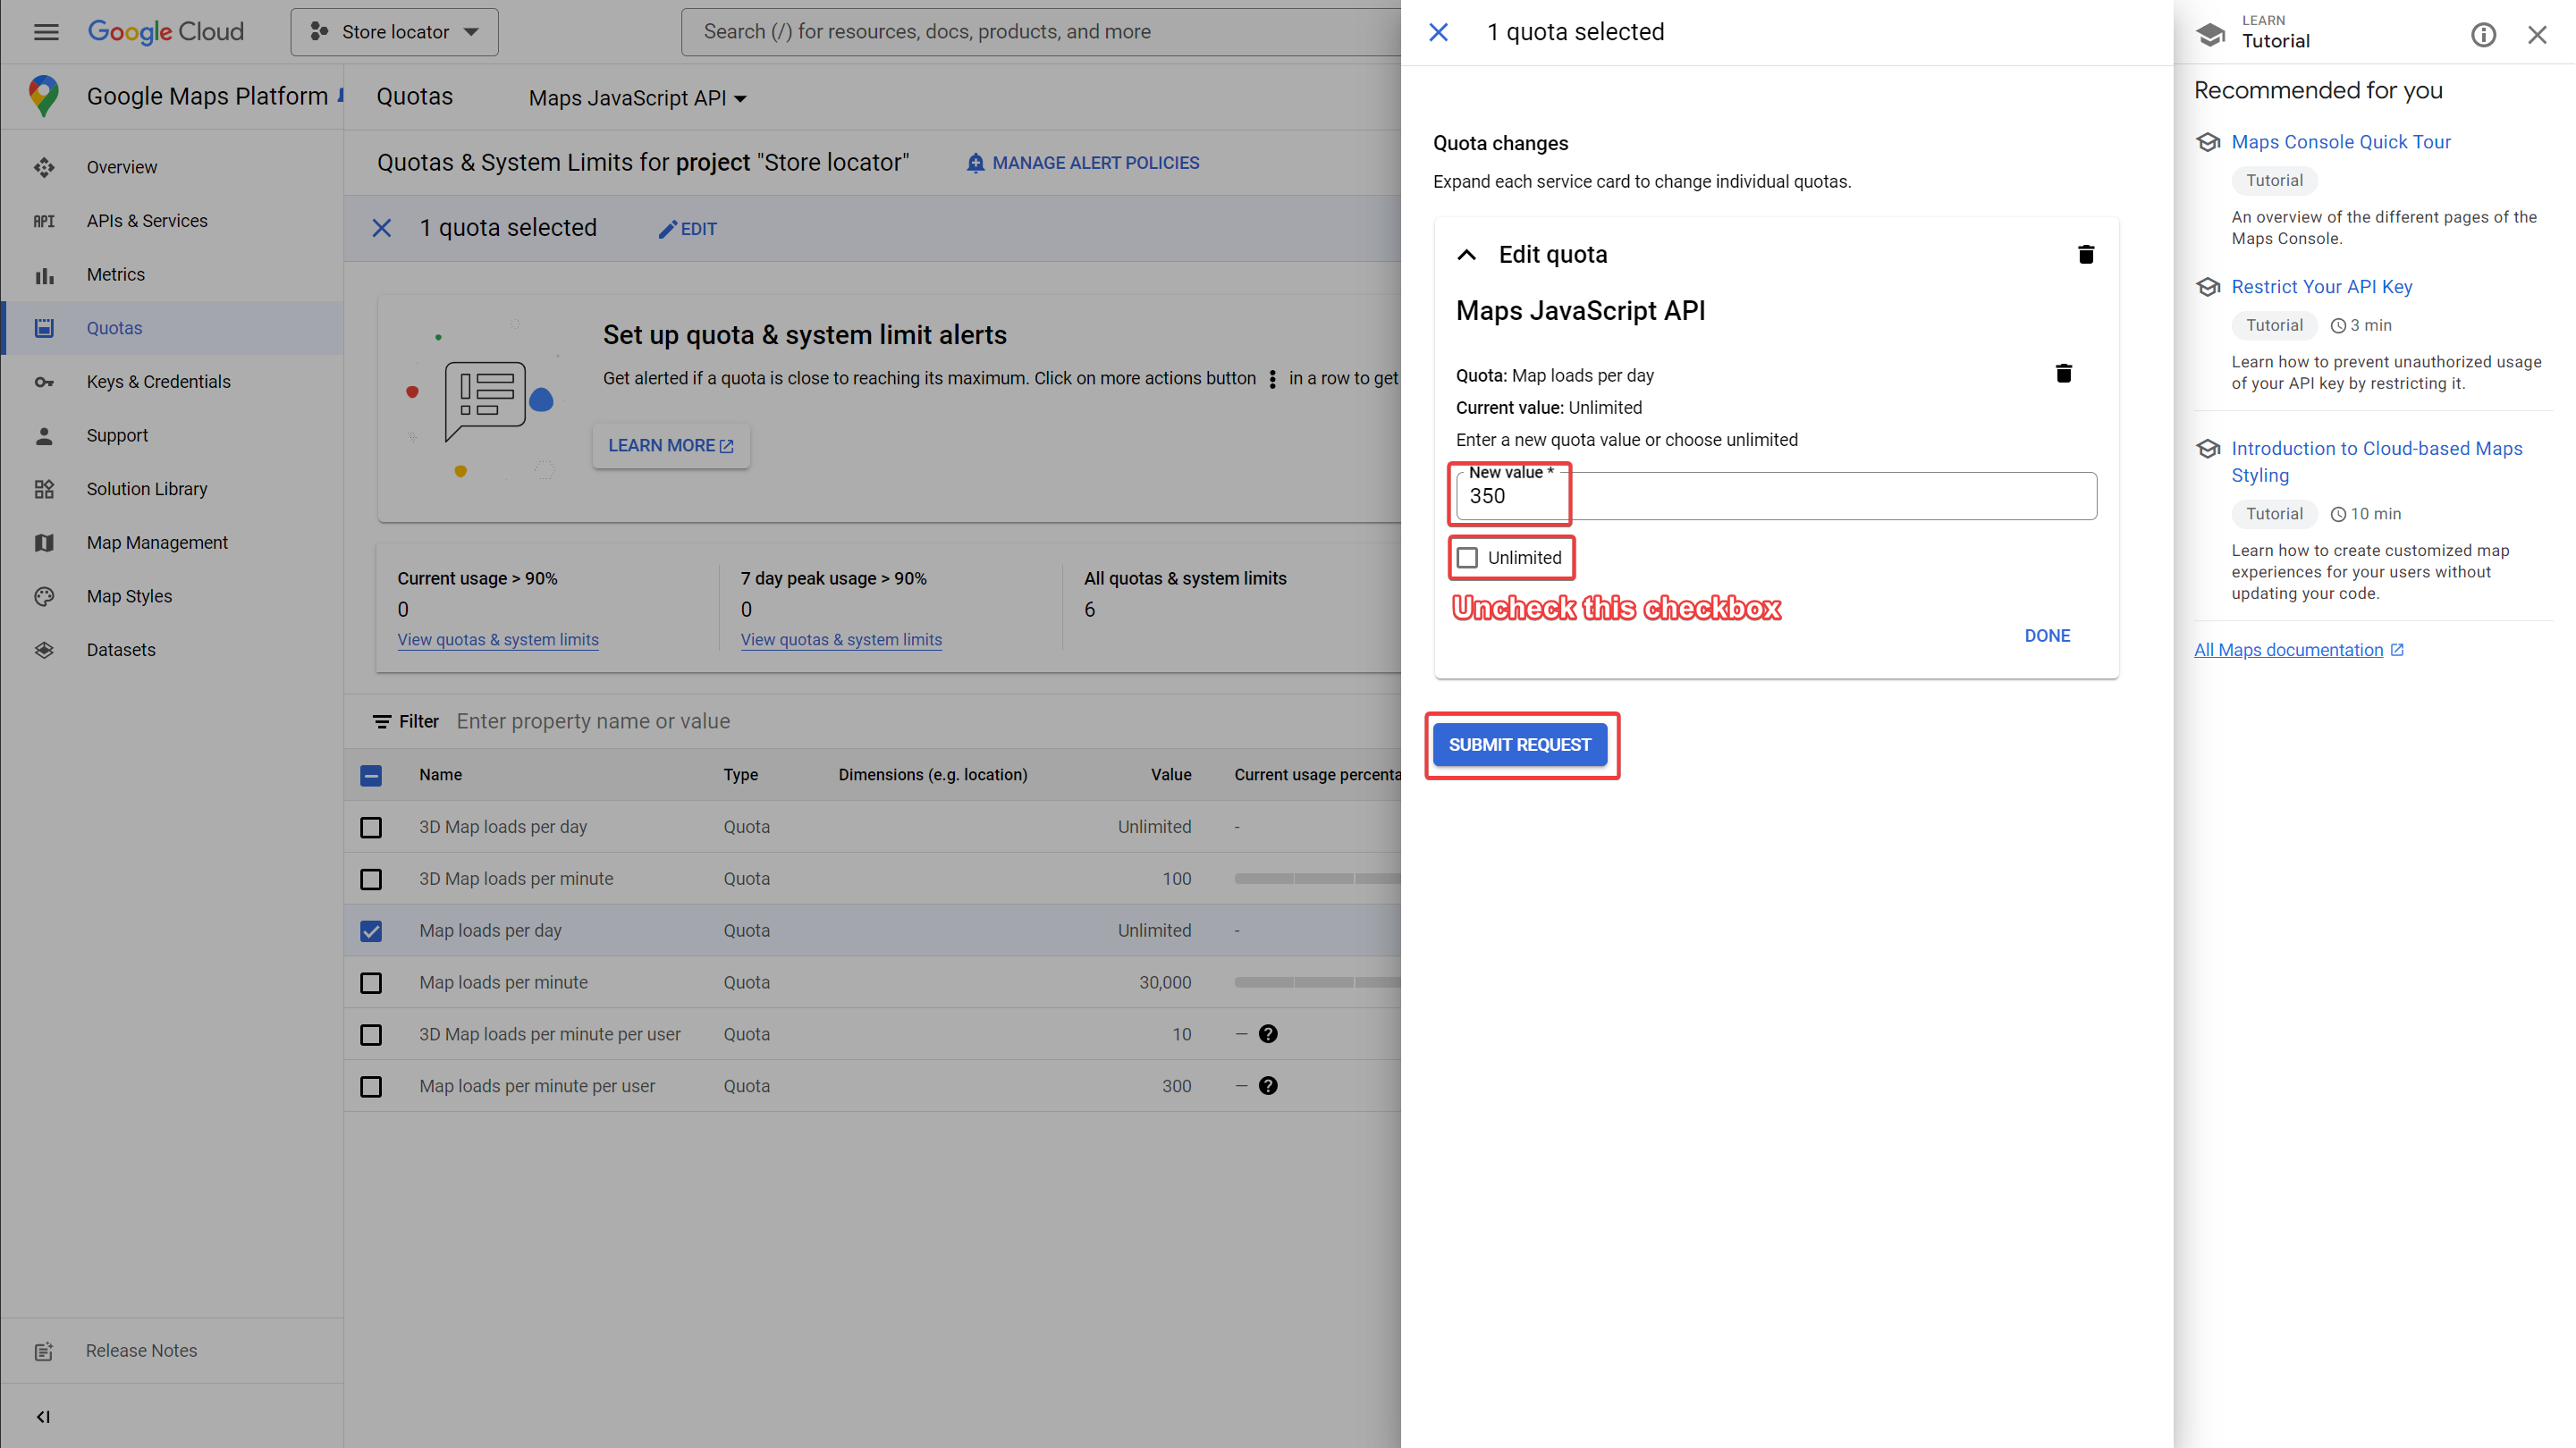 Google Cloud
Store locator
Search (/) for resources, docs, products, and more
Google Maps Platform
Overview
API APIs & Services
Metrics
Quotas
Keys & Credentials
Support
Solution Library
Map Management
Map Styles
Datasets
Release Notes
Quotas
Maps JavaScript API
Quotas & System Limits for project "Store locator"
MANAGE ALERT POLICIES
1 quota selected
EDIT
Set up quota & system limit alerts
Get alerted if a quota is close to reaching its maximum. Click on more actions button in a row to get
LEARN MORE
Current usage > 90%
0
View quotas & system limits
7 day peak usage > 90%
0
View quotas & system limits
All quotas & system limits
6
Filter Enter property name or value
Name Type Dimensions (e.g. location) Value Current usage percenta
3D Map loads per day Quota Unlimited -
3D Map loads per minute Quota 100
Map loads per day Quota Unlimited -
Map loads per minute Quota 30,000
3D Map loads per minute per user Quota 10 — ?
Map loads per minute per user Quota 300 — ?
1 quota selected
Quota changes
Expand each service card to change individual quotas.
Edit quota
Maps JavaScript API
Quota: Map loads per day
Current value: Unlimited
Enter a new quota value or choose unlimited
New value *
350
Unlimited
Uncheck this checkbox
DONE
SUBMIT REQUEST
LEARN
Tutorial
Recommended for you
Maps Console Quick Tour
Tutorial
An overview of the different pages of the
Maps Console.
Restrict Your API Key
Tutorial 3 min
Learn how to prevent unauthorized usage
of your API key by restricting it.
Introduction to Cloud-based Maps
Styling
Tutorial 10 min
Learn how to create customized map
experiences for your users without
updating your code.
All Maps documentation